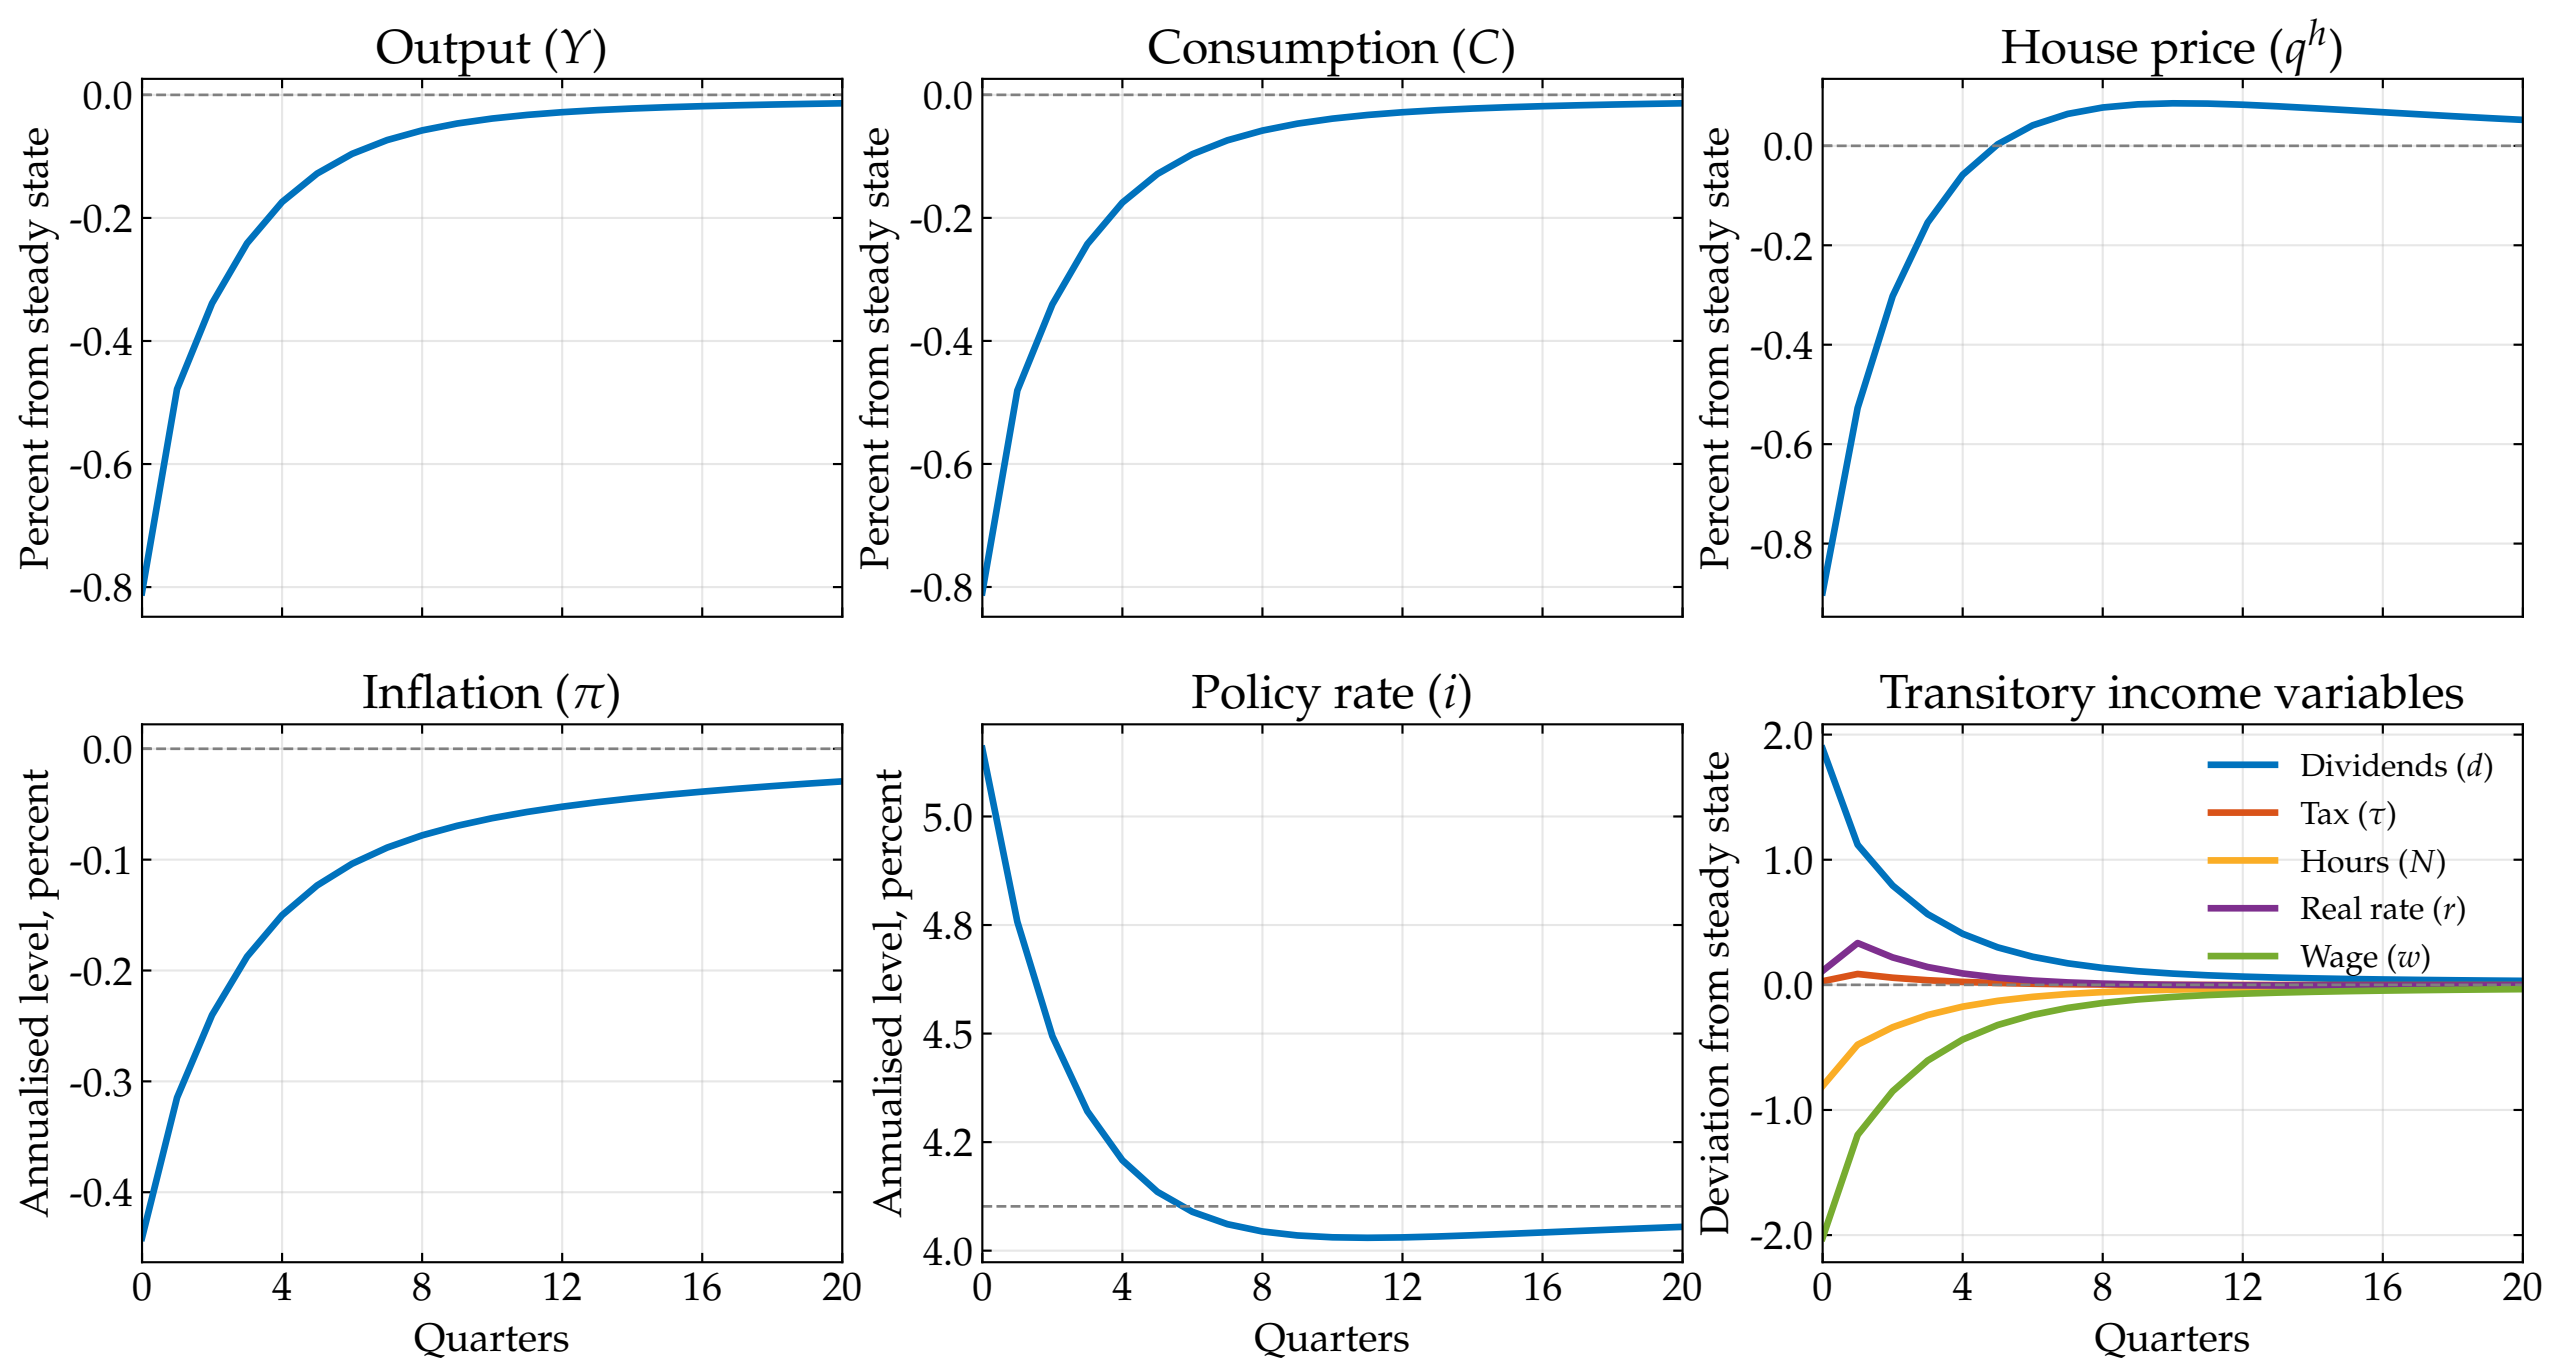 Output (Y)
Percent from steady state
0.0
-0.2
-0.4
-0.6
-0.8
Consumption (C)
Percent from steady state
0.0
-0.2
-0.4
-0.6
-0.8
House price (q^h)
Percent from steady state
0.0
-0.2
-0.4
-0.6
-0.8
Inflation (π)
Annualised level, percent
0.0
-0.1
-0.2
-0.3
-0.4
0 4 8 12 16 20
Quarters
Policy rate (i)
Annualised level, percent
5.0
4.8
4.5
4.2
4.0
0 4 8 12 16 20
Quarters
Transitory income variables
Deviation from steady state
2.0
1.0
0.0
-1.0
-2.0
Dividends (d)
Tax (τ)
Hours (N)
Real rate (r)
Wage (w)
0 4 8 12 16 20
Quarters